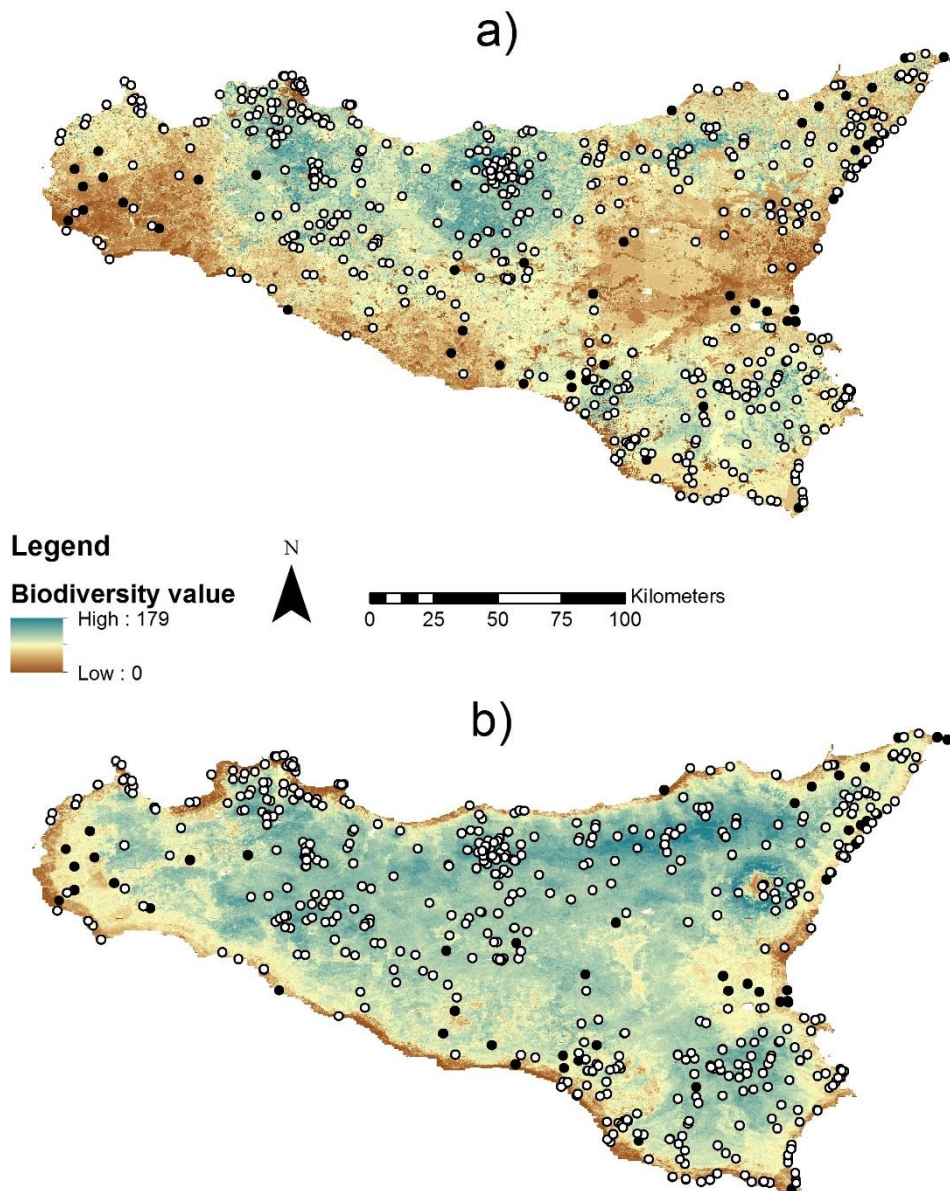 a)
Legend
Biodiversity value
High : 179
Low : 0
N
Kilometers
0 25 50 75 100
b)